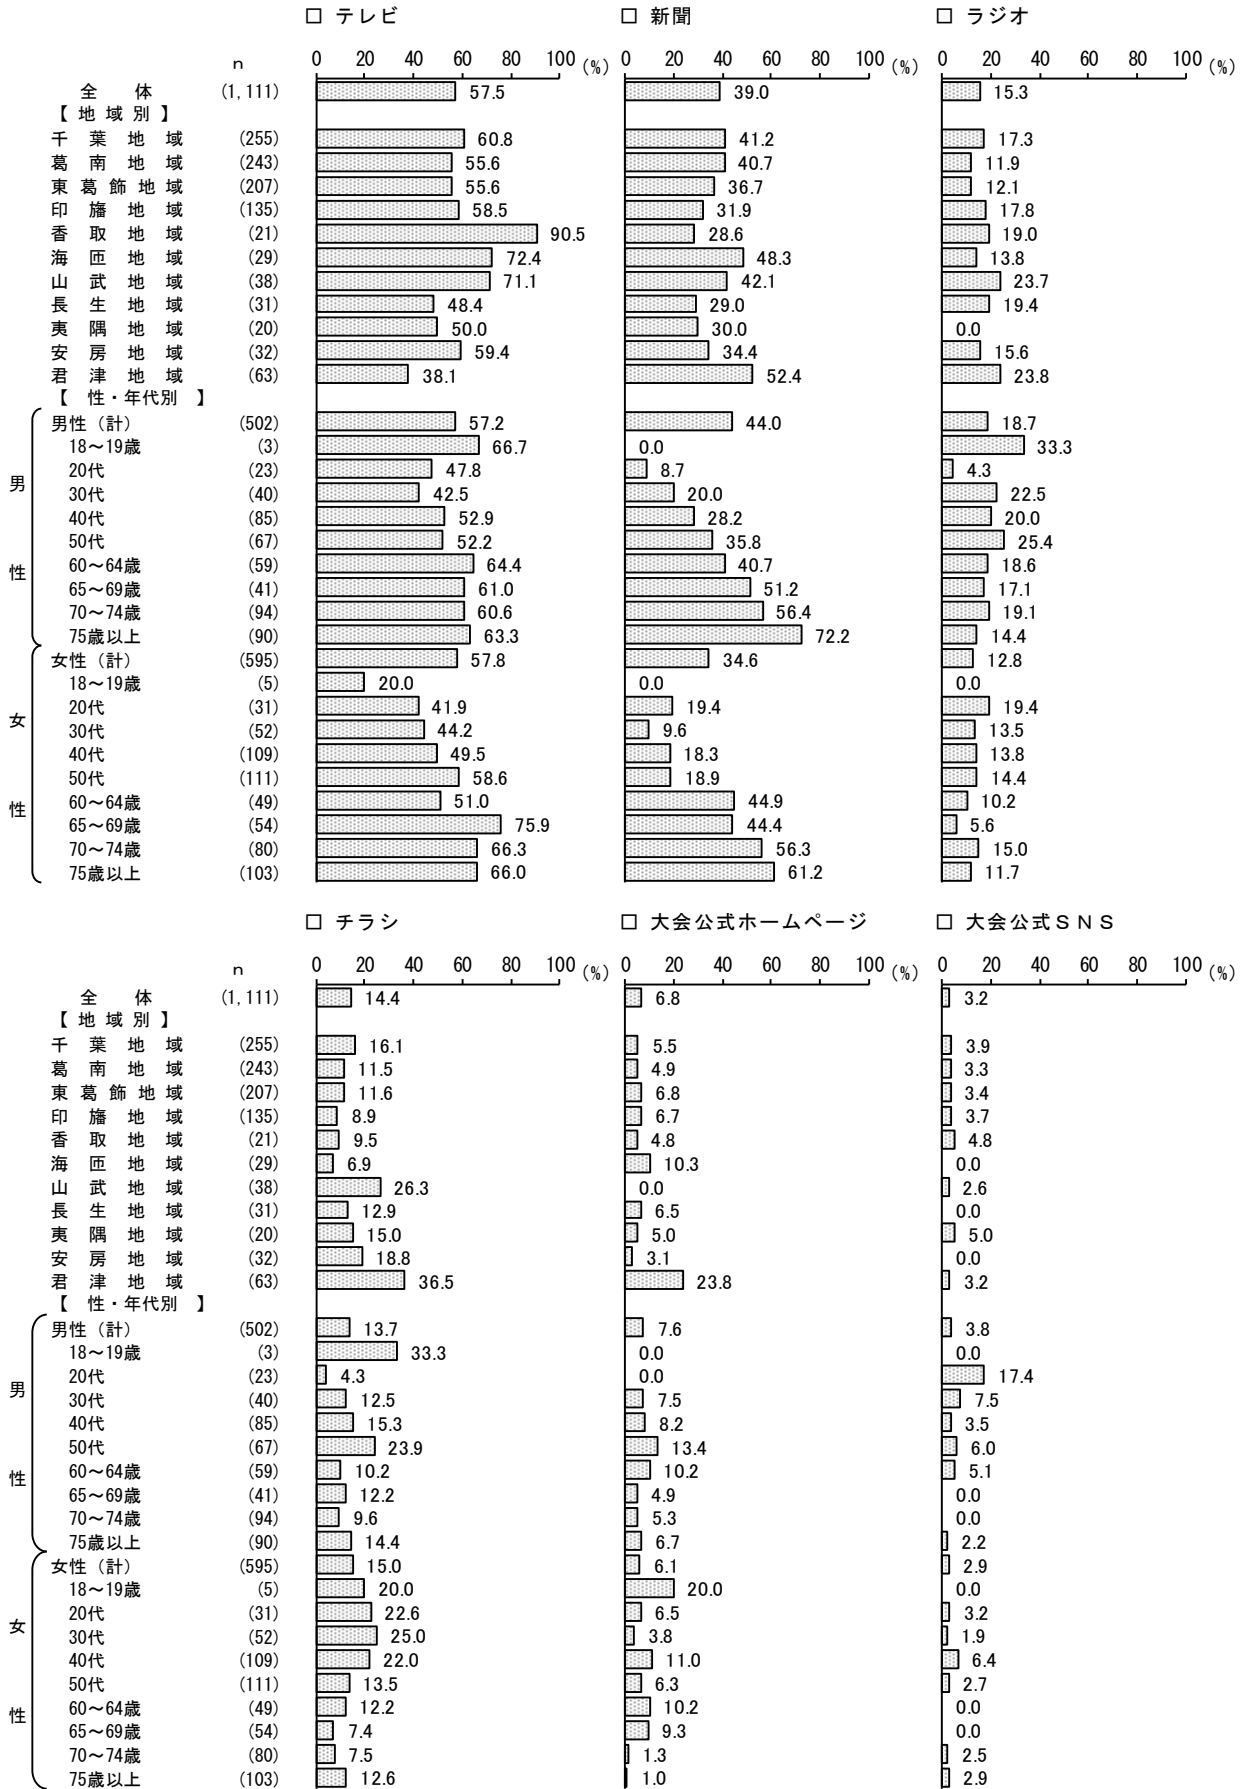 □ テレビ □ 新聞 □ ラジオ
n 0 20 40 60 80 100 (%) 0 20 40 60 80 100 (%) 0 20 40 60 80 100 (%)
全体 (1,111) 57.5 39.0 15.3
【地域別】
千葉地域 (255) 60.8 41.2 17.3
葛南地域 (243) 55.6 40.7 11.9
東葛飾地域 (207) 55.6 36.7 12.1
印旛地域 (135) 58.5 31.9 17.8
香取地域 (21) 90.5 28.6 19.0
海匝地域 (29) 72.4 48.3 13.8
山武地域 (38) 71.1 42.1 23.7
長生地域 (31) 48.4 29.0 19.4
夷隅地域 (20) 50.0 30.0 0.0
安房地域 (32) 59.4 34.4 15.6
君津地域 (63) 38.1 52.4 23.8
【性・年代別】
男性
男性(計) (502) 57.2 44.0 18.7
18～19歳 (3) 66.7 0.0 33.3
20代 (23) 47.8 8.7 4.3
30代 (40) 42.5 20.0 22.5
40代 (85) 52.9 28.2 20.0
50代 (67) 52.2 35.8 25.4
60～64歳 (59) 64.4 40.7 18.6
65～69歳 (41) 61.0 51.2 17.1
70～74歳 (94) 60.6 56.4 19.1
75歳以上 (90) 63.3 72.2 14.4
女性
女性(計) (595) 57.8 34.6 12.8
18～19歳 (5) 20.0 0.0 0.0
20代 (31) 41.9 19.4 19.4
30代 (52) 44.2 9.6 13.5
40代 (109) 49.5 18.3 13.8
50代 (111) 58.6 18.9 14.4
60～64歳 (49) 51.0 44.9 10.2
65～69歳 (54) 75.9 44.4 5.6
70～74歳 (80) 66.3 56.3 15.0
75歳以上 (103) 66.0 61.2 11.7
□ チラシ □ 大会公式ホームページ □ 大会公式ＳＮＳ
n 0 20 40 60 80 100 (%) 0 20 40 60 80 100 (%) 0 20 40 60 80 100 (%)
全体 (1,111) 14.4 6.8 3.2
【地域別】
千葉地域 (255) 16.1 5.5 3.9
葛南地域 (243) 11.5 4.9 3.3
東葛飾地域 (207) 11.6 6.8 3.4
印旛地域 (135) 8.9 6.7 3.7
香取地域 (21) 9.5 4.8 4.8
海匝地域 (29) 6.9 10.3 0.0
山武地域 (38) 26.3 0.0 2.6
長生地域 (31) 12.9 6.5 0.0
夷隅地域 (20) 15.0 5.0 5.0
安房地域 (32) 18.8 3.1 0.0
君津地域 (63) 36.5 23.8 3.2
【性・年代別】
男性
男性(計) (502) 13.7 7.6 3.8
18～19歳 (3) 33.3 0.0 0.0
20代 (23) 4.3 0.0 17.4
30代 (40) 12.5 7.5 7.5
40代 (85) 15.3 8.2 3.5
50代 (67) 23.9 13.4 6.0
60～64歳 (59) 10.2 10.2 5.1
65～69歳 (41) 12.2 4.9 0.0
70～74歳 (94) 9.6 5.3 0.0
75歳以上 (90) 14.4 6.7 2.2
女性
女性(計) (595) 15.0 6.1 2.9
18～19歳 (5) 20.0 20.0 0.0
20代 (31) 22.6 6.5 3.2
30代 (52) 25.0 3.8 1.9
40代 (109) 22.0 11.0 6.4
50代 (111) 13.5 6.3 2.7
60～64歳 (49) 12.2 10.2 0.0
65～69歳 (54) 7.4 9.3 0.0
70～74歳 (80) 7.5 1.3 2.5
75歳以上 (103) 12.6 1.0 2.9